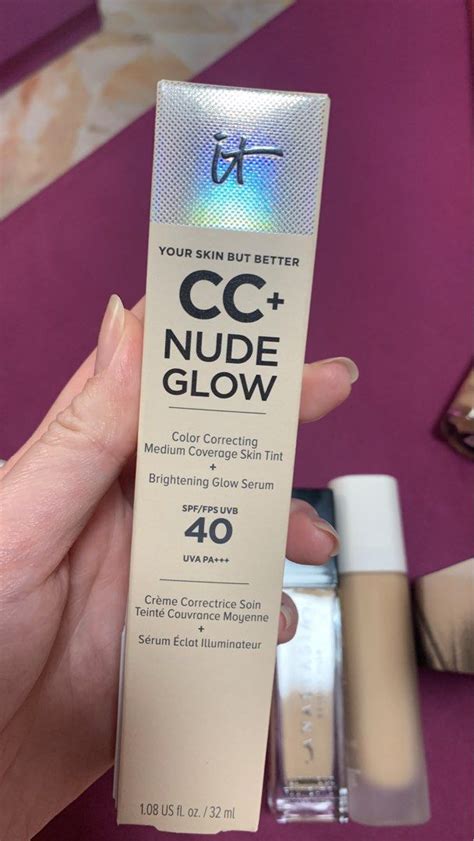 it
YOUR SKIN BUT BETTER
CC+
NUDE
GLOW
Color Correcting
Medium Coverage Skin Tint
+
Brightening Glow Serum
SPF/FPS UVB
40
UVA PA+++
Crème Correctrice Soin
Teinté Couvrance Moyenne
+
Sérum Éclat Illuminateur
1.08 US fl. oz. / 32 ml